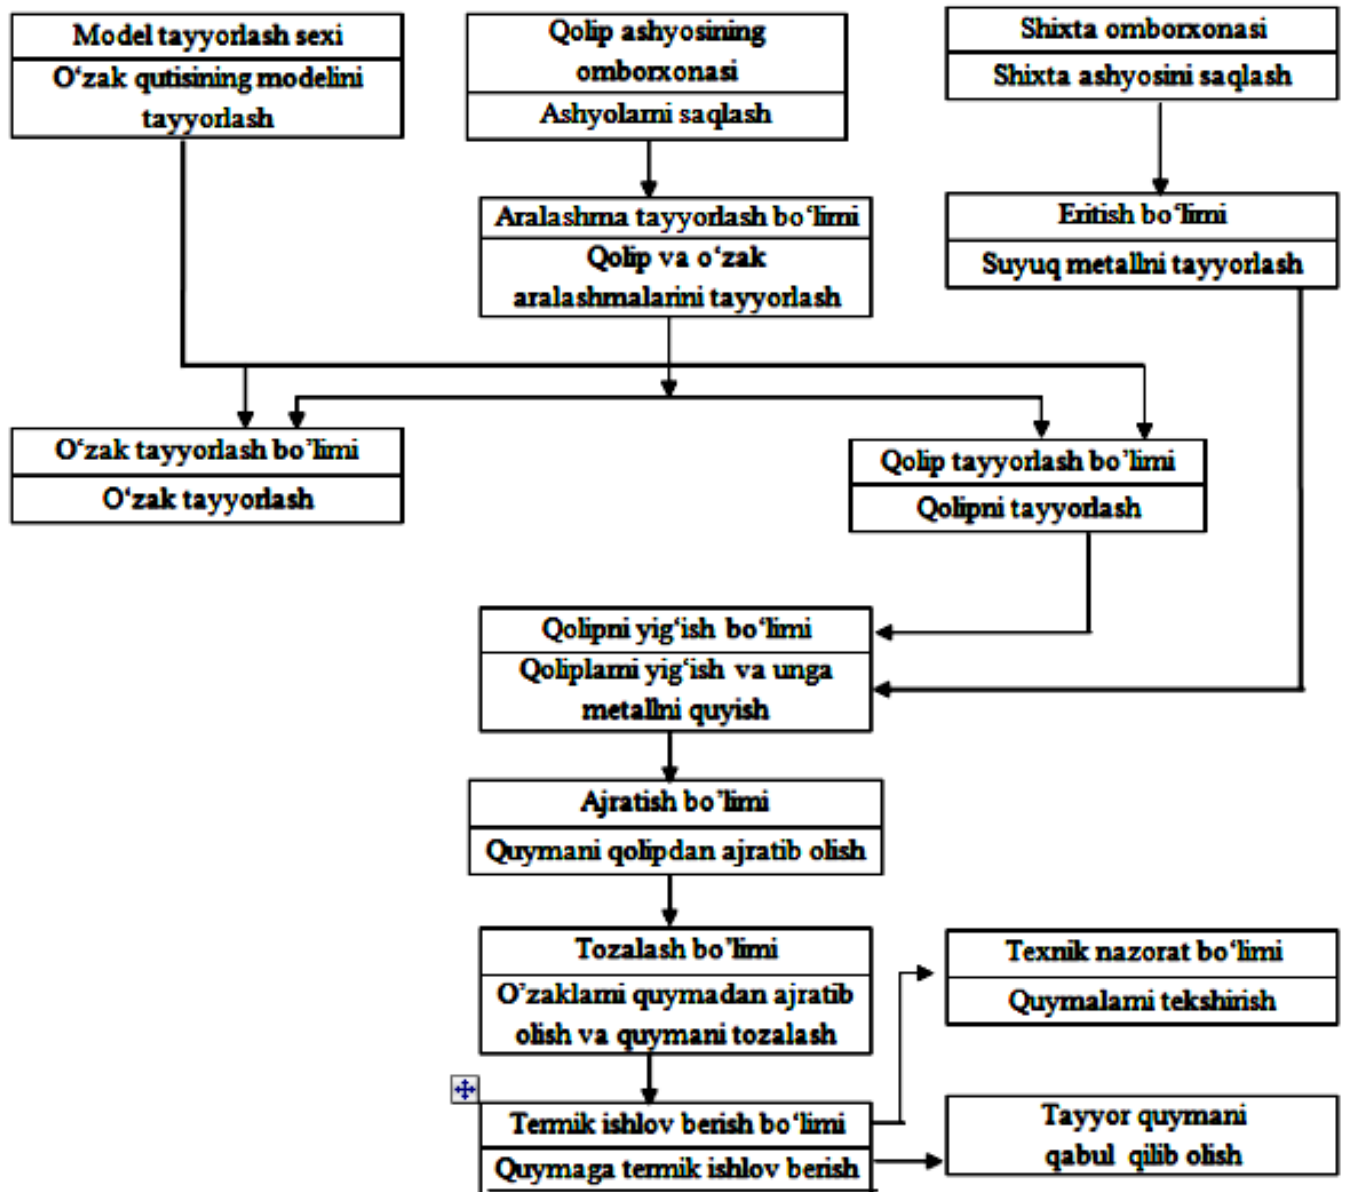 Model tayyorlash sexi
O‘zak qutisining modelini
tayyorlash
Qolip ashyosining
omborxonasi
Ashyolarni saqlash
Shixta omborxonasi
Shixta ashyosini saqlash
Aralashma tayyorlash bo‘limi
Qolip va o‘zak
aralashmalarini tayyorlash
Eritish bo‘limi
Suyuq metallni tayyorlash
O‘zak tayyorlash bo’limi
O‘zak tayyorlash
Qolip tayyorlash bo’limi
Qolipni tayyorlash
Qolipni yig‘ish bo‘limi
Qoliplarni yig‘ish va unga
metallni quyish
Ajratish bo’limi
Quymani qolipdan ajratib olish
Tozalash bo’limi
O’zaklarni quymadan ajratib
olish va quymani tozalash
Texnik nazorat bo‘limi
Quymalarni tekshirish
Termik ishlov berish bo‘limi
Quymaga termik ishlov berish
Tayyor quymani
qabul qilib olish